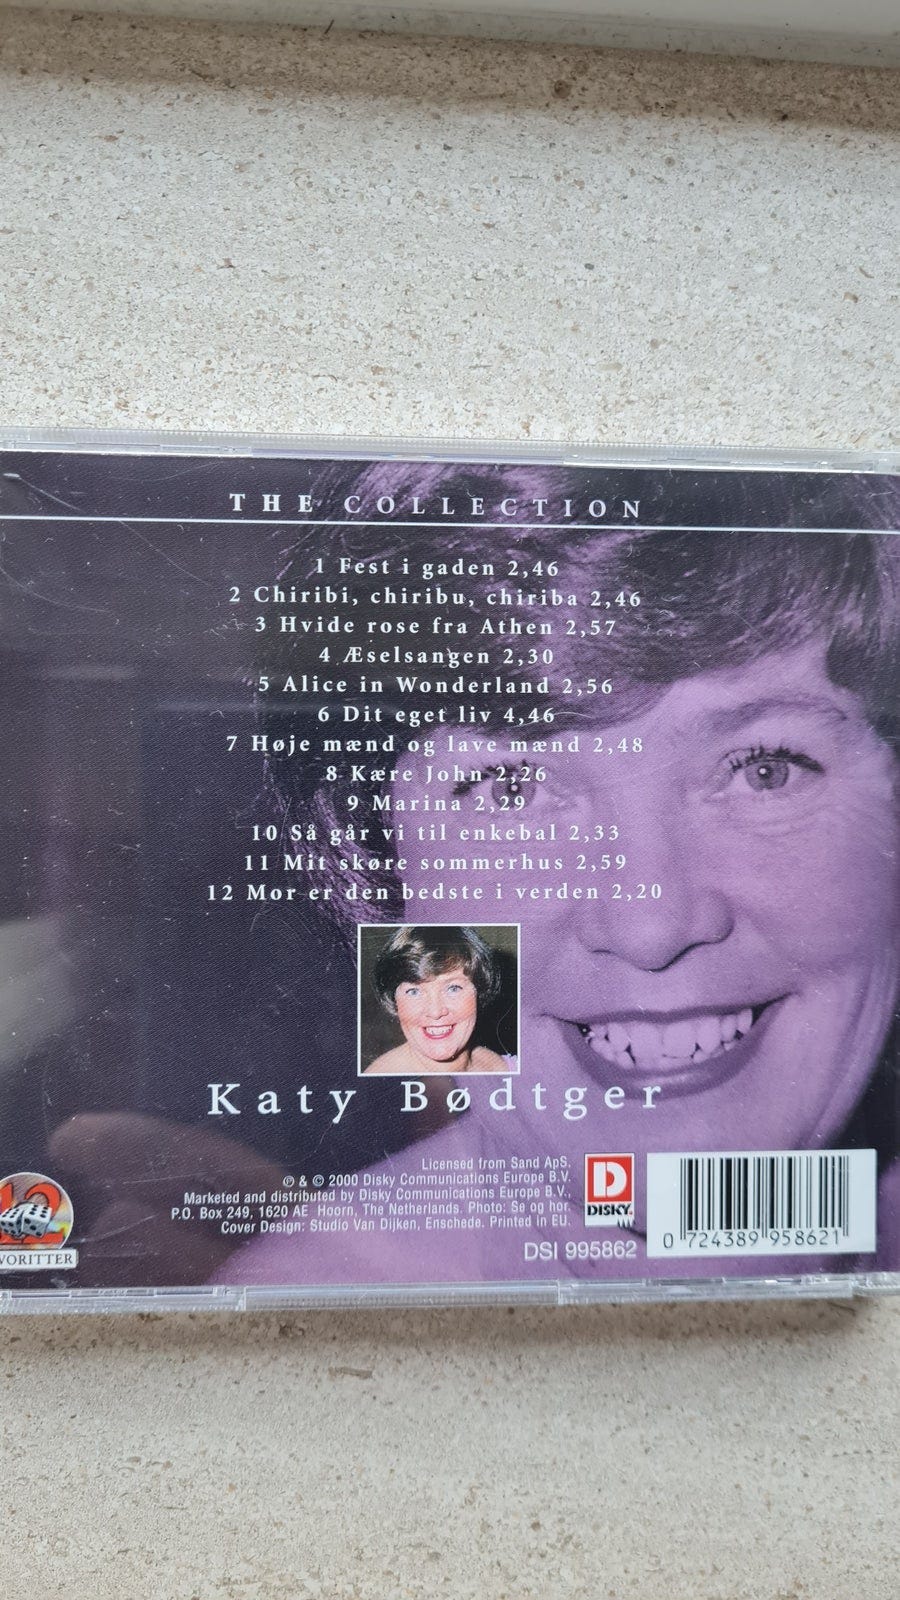 THE COLLECTION
1 Fest i gaden 2,46
2 Chiribi, chiribu, chiriba 2,46
3 Hvide rose fra Athen 2,57
4 Æselsangen 2,30
5 Alice in Wonderland 2,56
6 Dit eget liv 4,46
7 Høje mænd og lave mænd 2,48
8 Kære John 2,26
9 Marina 2,29
10 Så går vi til enkebal 2,33
11 Mit skøre sommerhus 2,59
12 Mor er den bedste i verden 2,20
Katy Bødtger
Licensed from Sand ApS.
℗ & © 2000 Disky Communications Europe B.V.
Marketed and distributed by Disky Communications Europe B.V.,
P.O. Box 249, 1620 AE Hoorn, The Netherlands. Photo: Se og hor.
Cover Design: Studio Van Dijken, Enschede. Printed in EU.
D
DISKY
DSI 995862
0 724389 958621
12
VORITTER